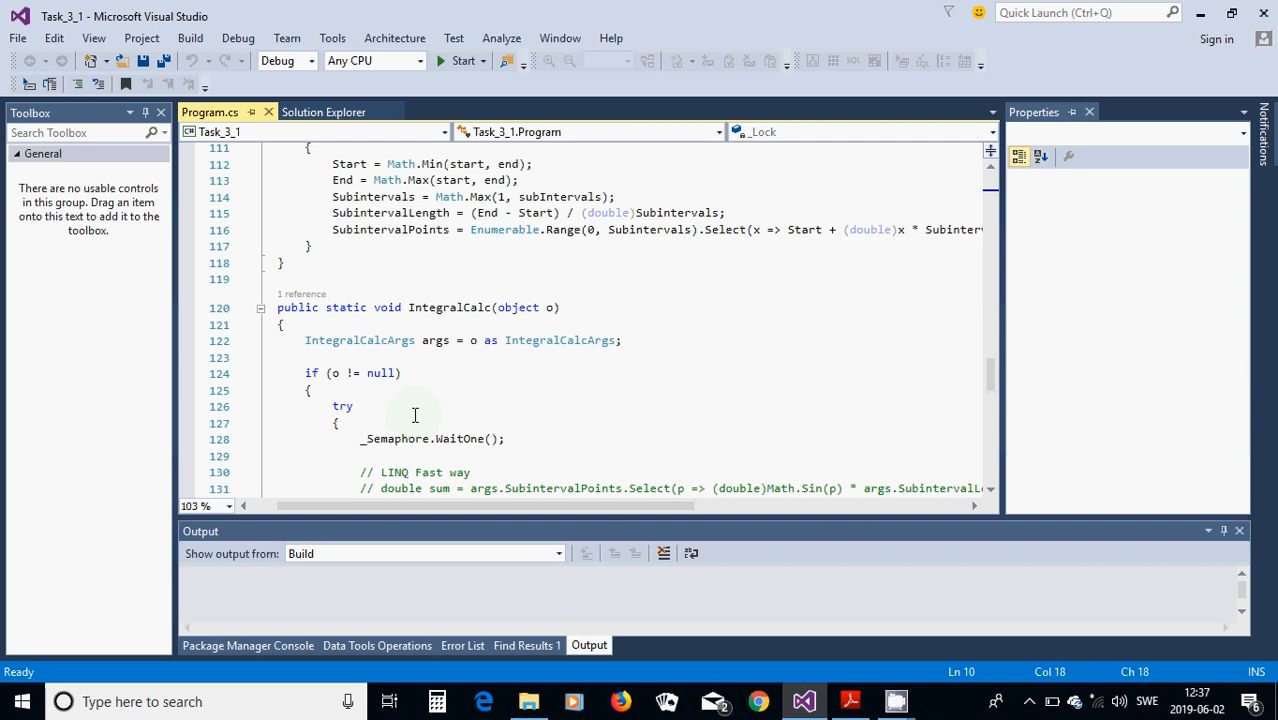 Task_3_1 - Microsoft Visual Studio
Quick Launch (Ctrl+Q)
File Edit View Project Build Debug Team Tools Architecture Test Analyze Window Help
Sign in
Debug Any CPU Start
Toolbox
Search Toolbox
General
There are no usable controls
in this group. Drag an item
onto this text to add it to the
toolbox.
Program.cs Solution Explorer
Task_3_1 Task_3_1.Program _Lock
111 {
112 Start = Math.Min(start, end);
113 End = Math.Max(start, end);
114 Subintervals = Math.Max(1, subIntervals);
115 SubintervalLength = (End - Start) / (double)Subintervals;
116 SubintervalPoints = Enumerable.Range(0, Subintervals).Select(x => Start + (double)x * Subinterv
117 }
118 }
119
1 reference
120 public static void IntegralCalc(object o)
121 {
122 IntegralCalcArgs args = o as IntegralCalcArgs;
123
124 if (o != null)
125 {
126 try
127 {
128 _Semaphore.WaitOne();
129
130 // LINQ Fast way
131 // double sum = args.SubintervalPoints.Select(p => (double)Math.Sin(p) * args.SubintervalLe
103 %
Properties
Notifications
Output
Show output from: Build
Package Manager Console Data Tools Operations Error List Find Results 1 Output
Ready Ln 10 Col 18 Ch 18 INS
Type here to search
2
SWE
12:37
2019-06-02
6